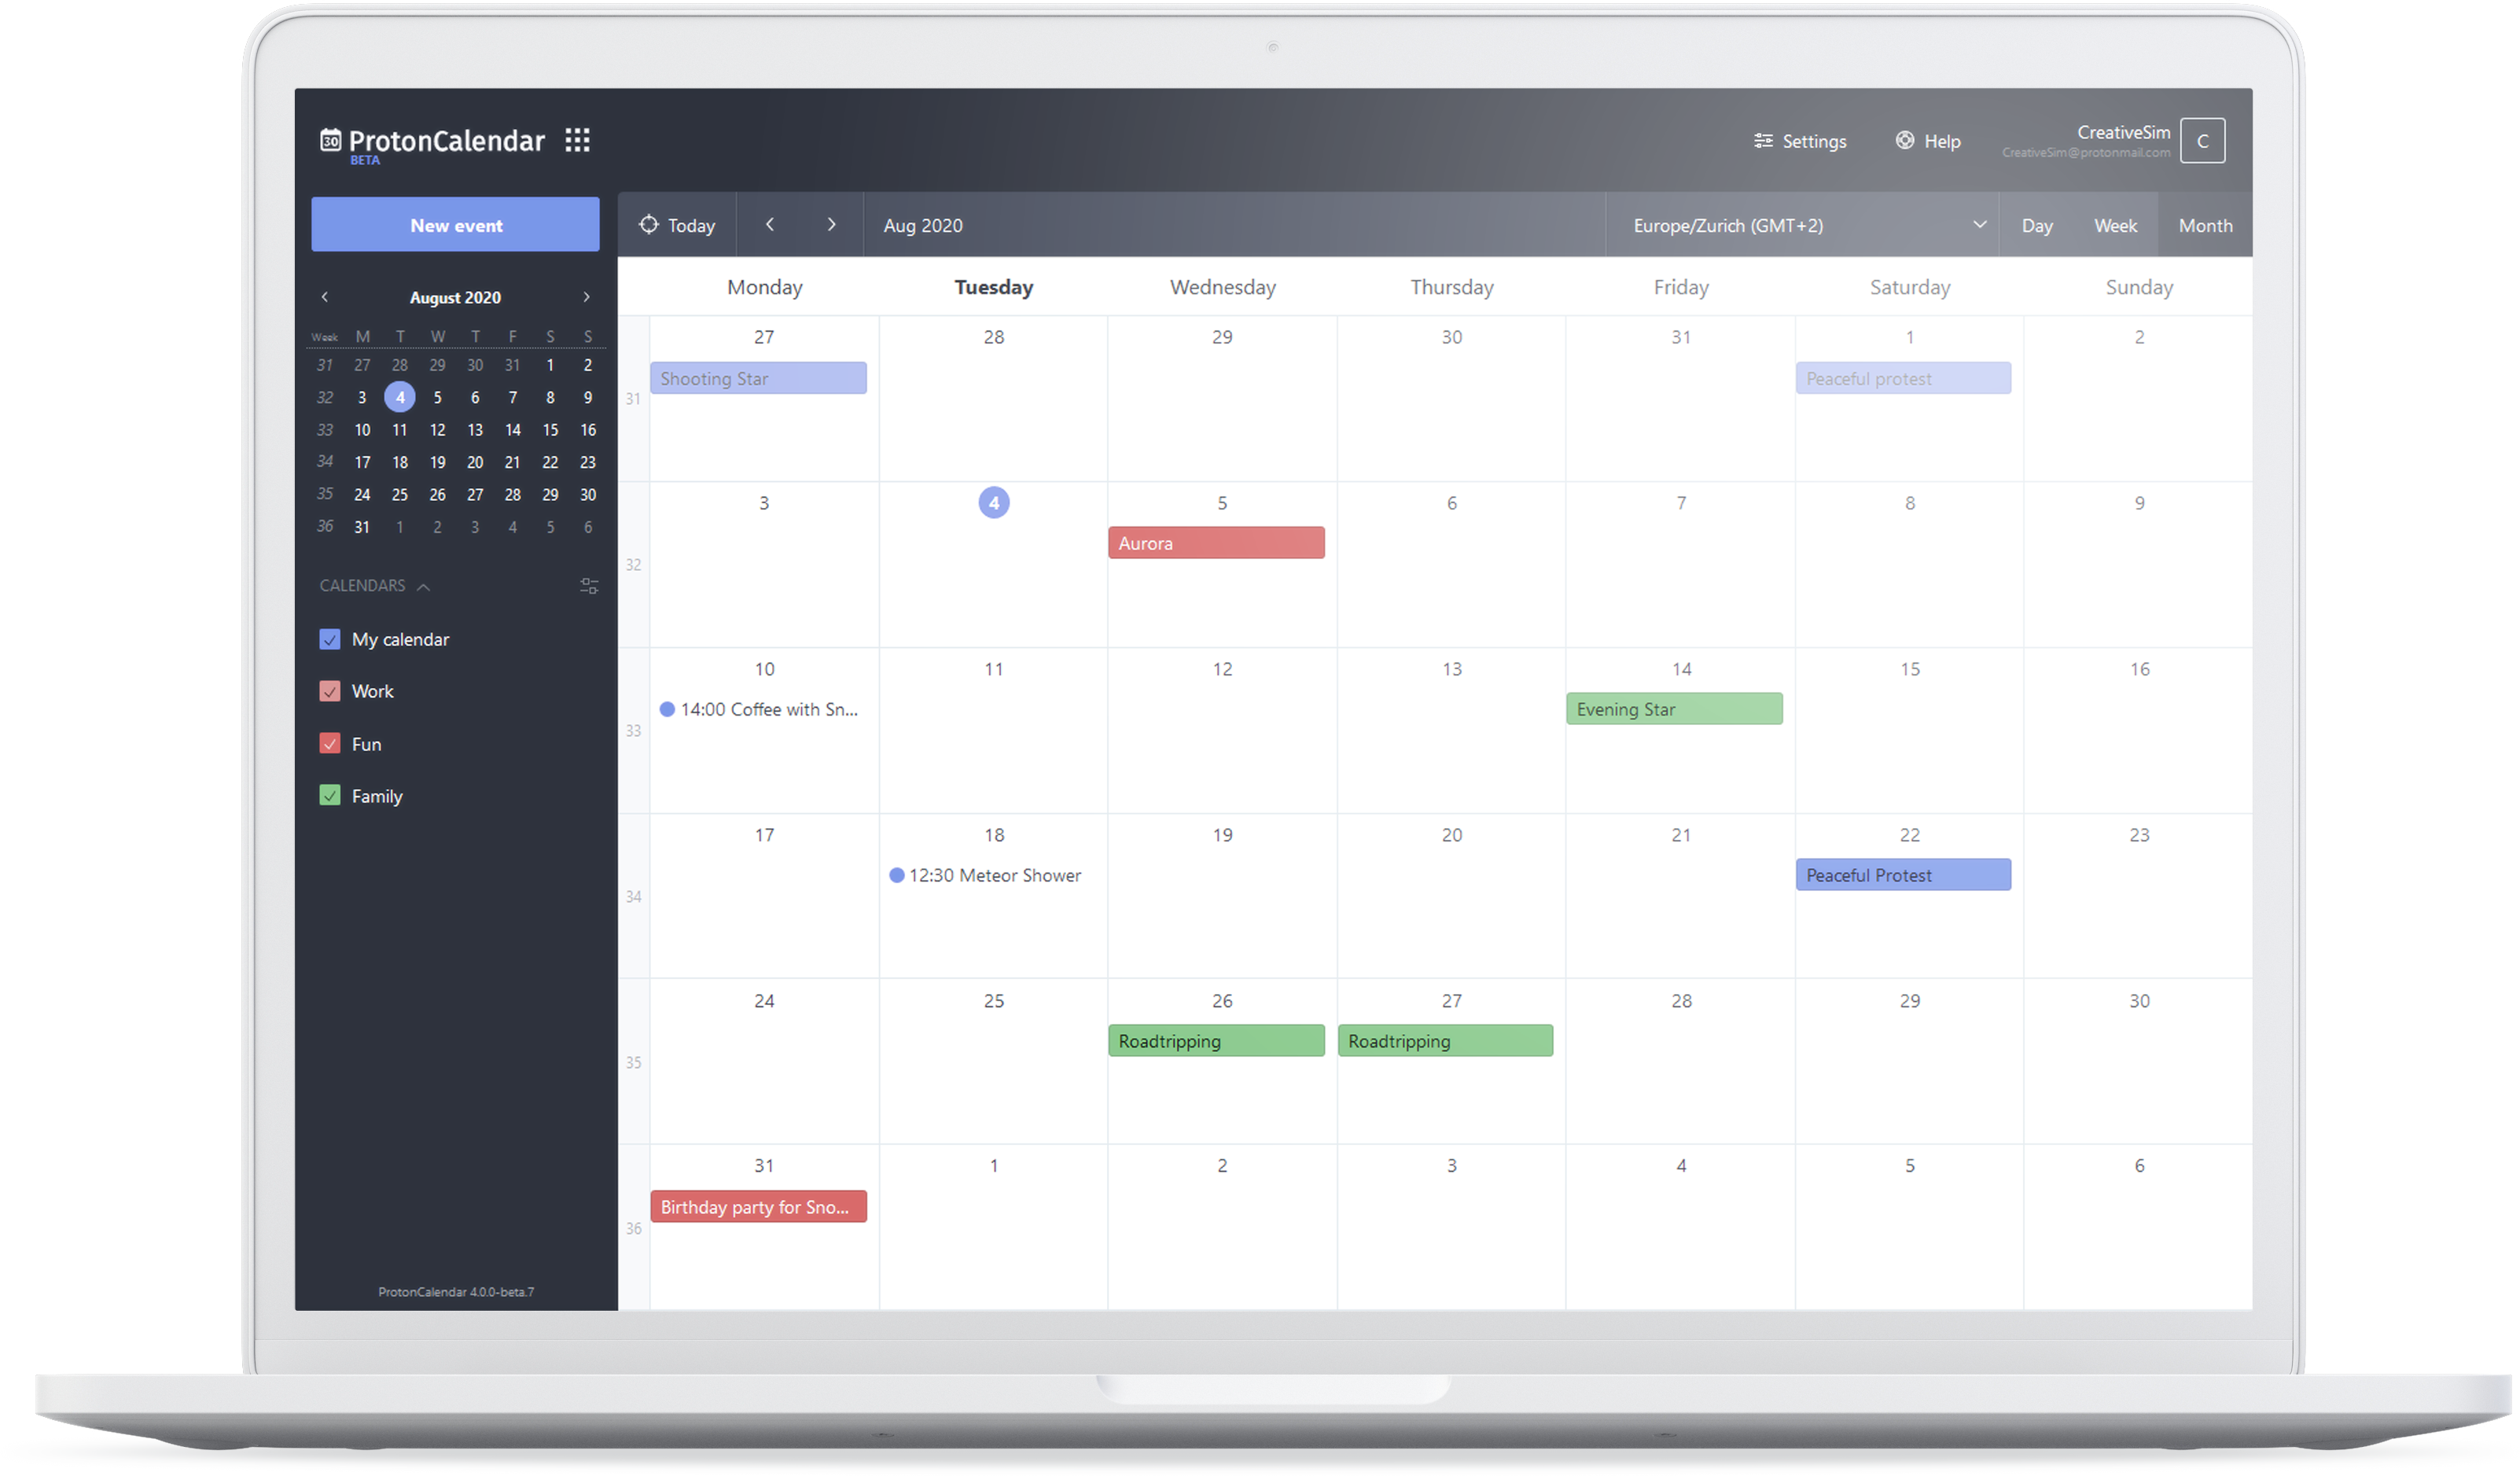 30 ProtonCalendar
BETA
Settings Help CreativeSim C
CreativeSim@protonmail.com
New event
Today Aug 2020 Europe/Zurich (GMT+2) Day Week Month
August 2020
Week M T W T F S S
31 27 28 29 30 31 1 2
32 3 4 5 6 7 8 9
33 10 11 12 13 14 15 16
34 17 18 19 20 21 22 23
35 24 25 26 27 28 29 30
36 31 1 2 3 4 5 6
CALENDARS
My calendar
Work
Fun
Family
ProtonCalendar 4.0.0-beta.7
Monday Tuesday Wednesday Thursday Friday Saturday Sunday
27 28 29 30 31 1 2
Shooting Star Peaceful protest
31
3 4 5 6 7 8 9
Aurora
32
10 11 12 13 14 15 16
14:00 Coffee with Sn... Evening Star
33
17 18 19 20 21 22 23
12:30 Meteor Shower Peaceful Protest
34
24 25 26 27 28 29 30
Roadtripping Roadtripping
35
31 1 2 3 4 5 6
Birthday party for Sno...
36